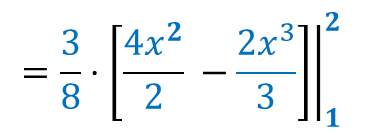 = 3/8 · [4x²/2 − 2x³/3] |₁²